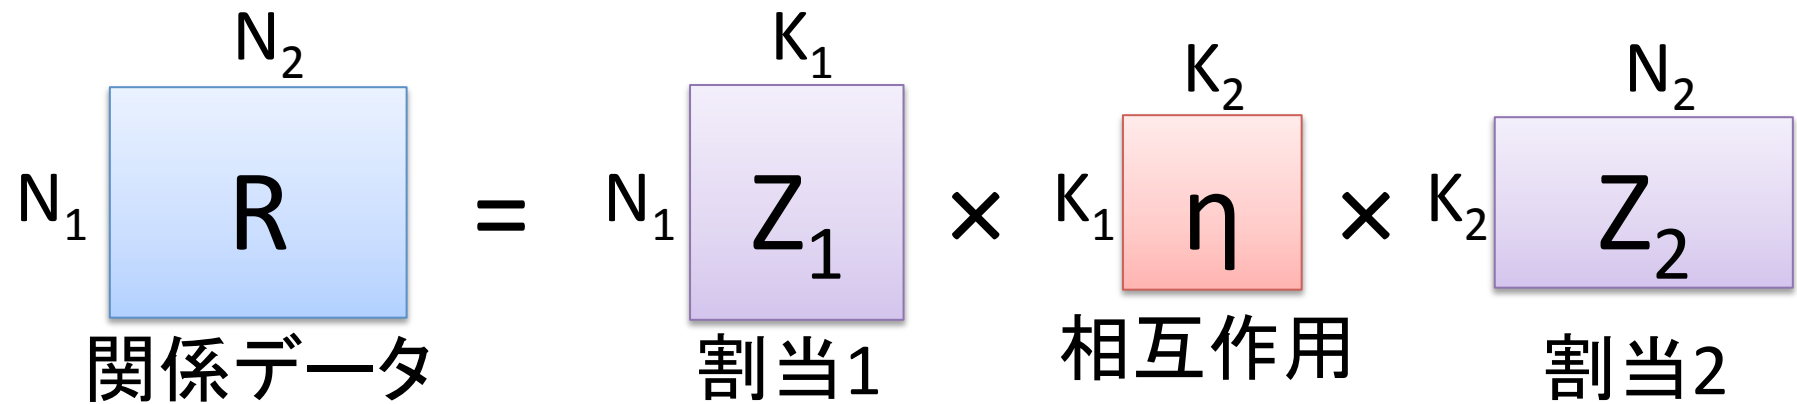 N₂ K₁ K₂ N₂
N₁ R = N₁ Z₁ × K₁ η × K₂ Z₂
関係データ 割当1 相互作用 割当2